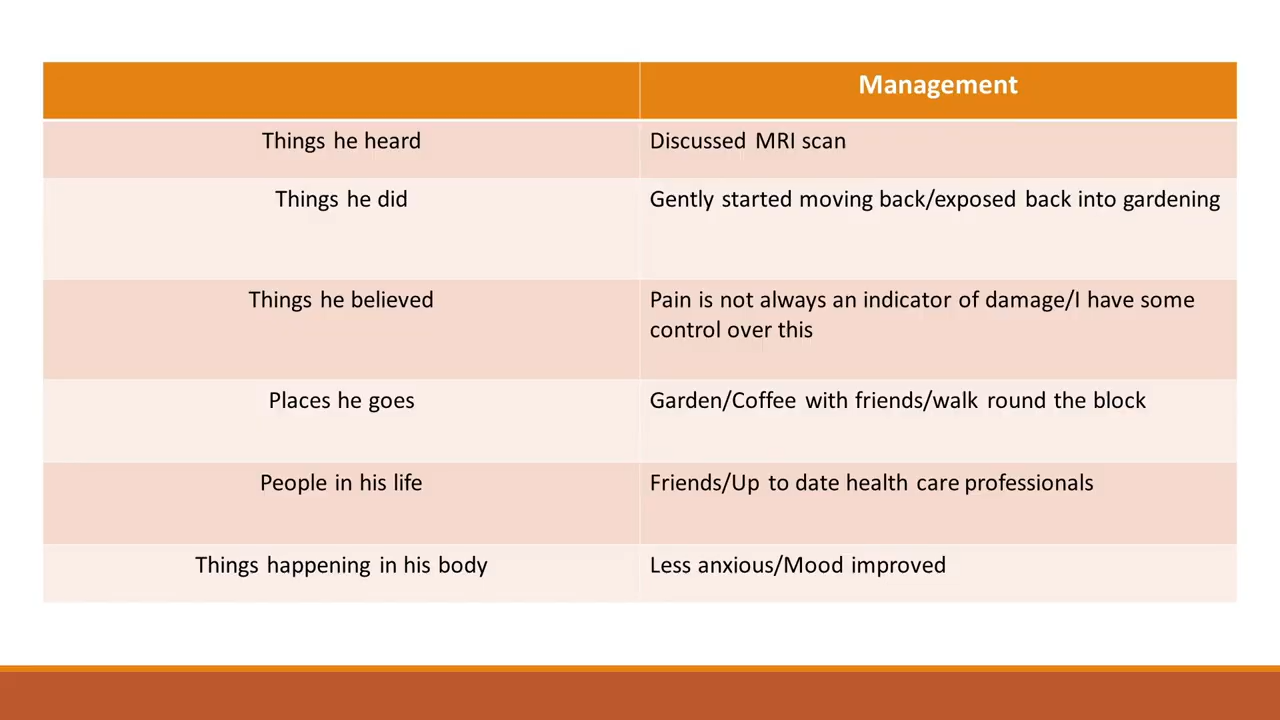 Management
Things he heard
Discussed MRI scan
Things he did
Gently started moving back/exposed back into gardening
Things he believed
Pain is not always an indicator of damage/I have some
control over this
Places he goes
Garden/Coffee with friends/walk round the block
People in his life
Friends/Up to date health care professionals
Things happening in his body
Less anxious/Mood improved